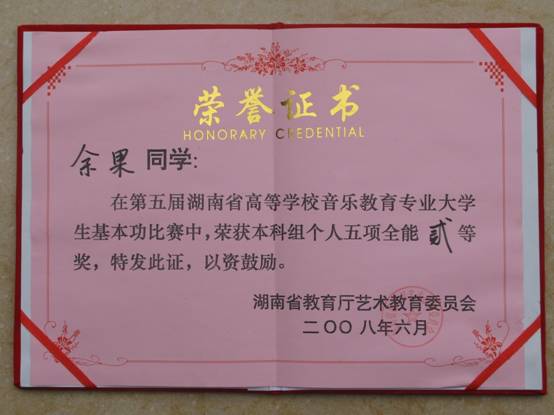 荣誉证书
HONORARY CREDENTIAL
余果 同学:
在第五届湖南省高等学校音乐教育专业大学
生基本功比赛中,荣获本科组个人五项全能 贰 等
奖,特发此证,以资鼓励。
湖南省教育厅艺术教育委员会
二〇〇八年六月